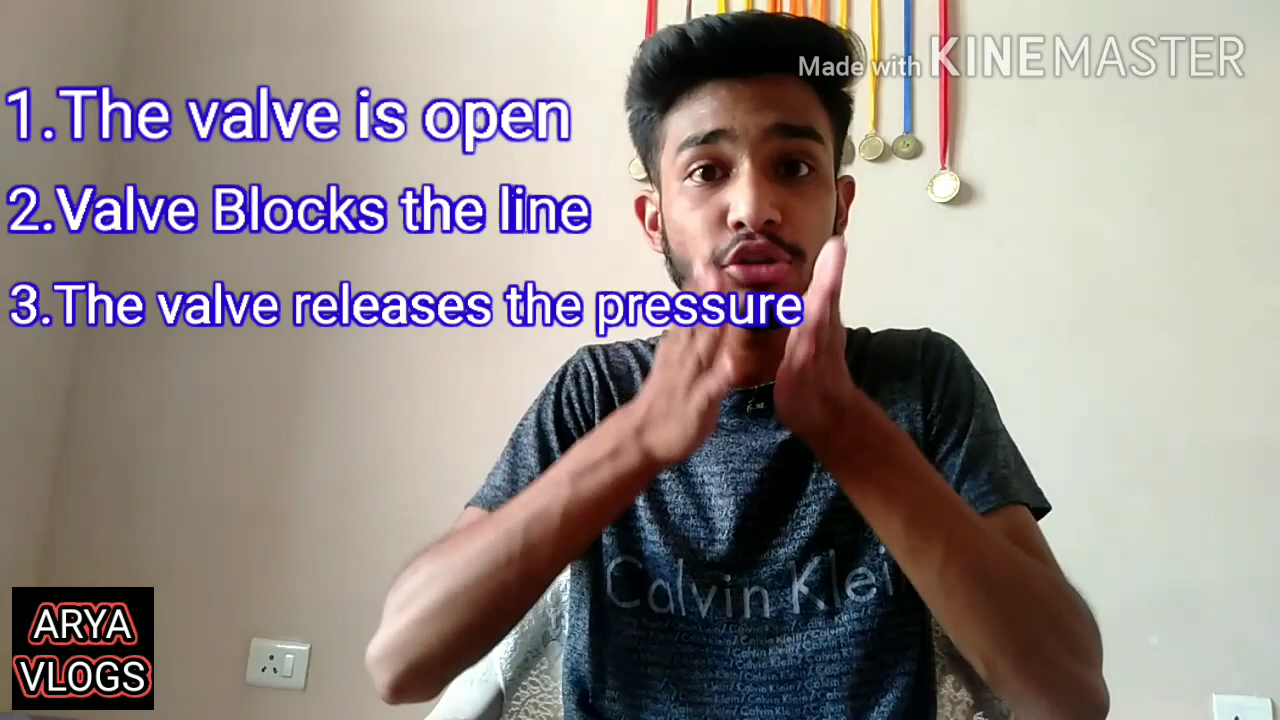 Made with KINEMASTER
1.The valve is open
2.Valve Blocks the line
3.The valve releases the pressure
Calvin Klein
ARYA
VLOGS